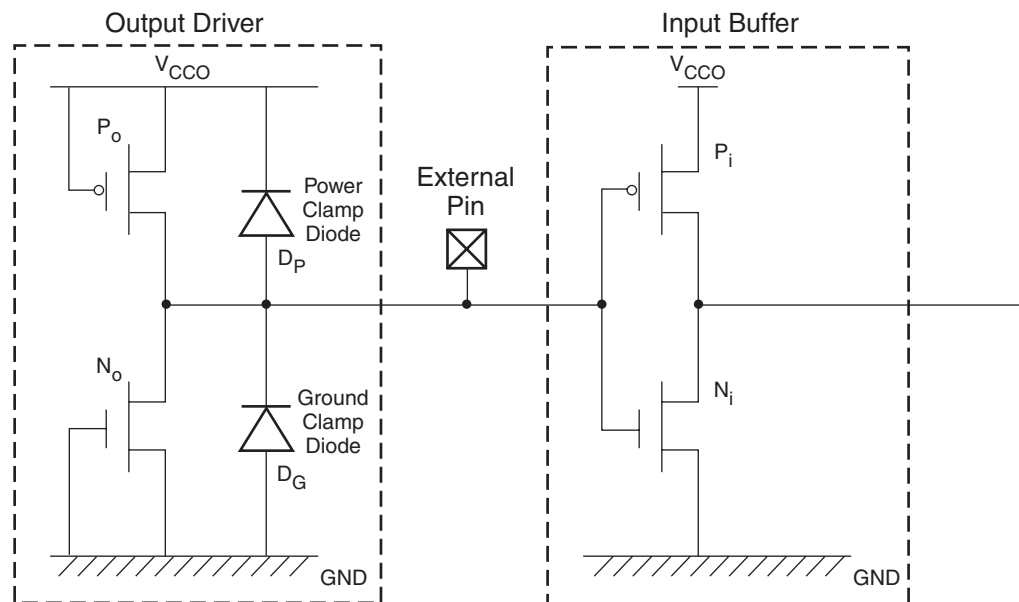 Output Driver
Input Buffer
VCCO
VCCO
Po
Pi
Power
Clamp
Diode
DP
External
Pin
No
Ni
Ground
Clamp
Diode
DG
GND
GND